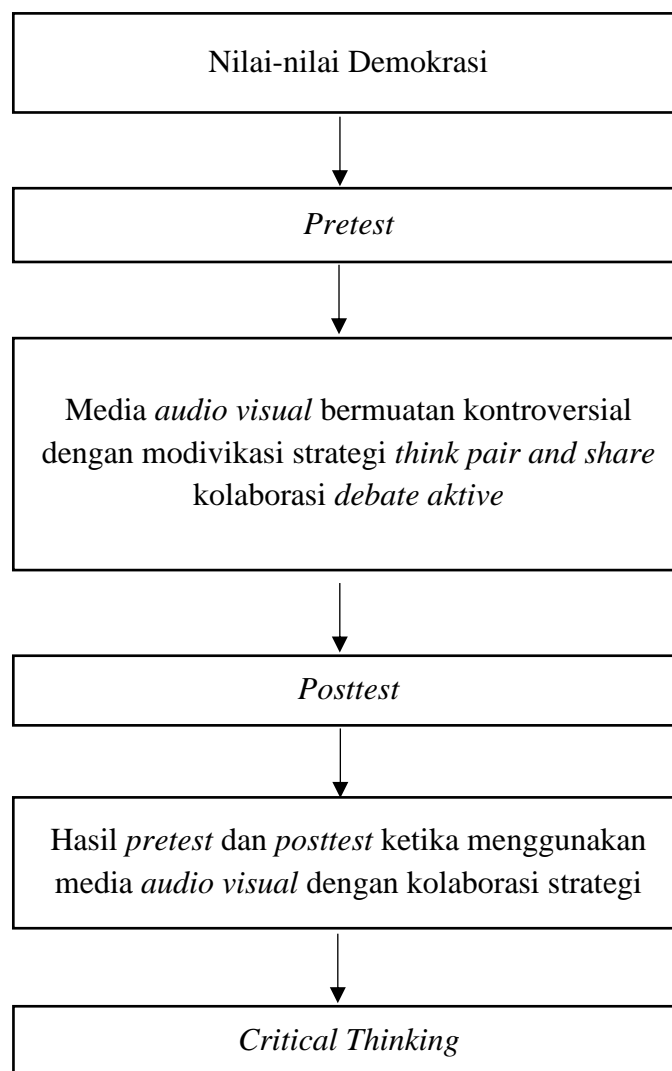 Nilai-nilai Demokrasi
Pretest
Media audio visual bermuatan kontroversial
dengan modivikasi strategi think pair and share
kolaborasi debate aktive
Posttest
Hasil pretest dan posttest ketika menggunakan
media audio visual dengan kolaborasi strategi
Critical Thinking